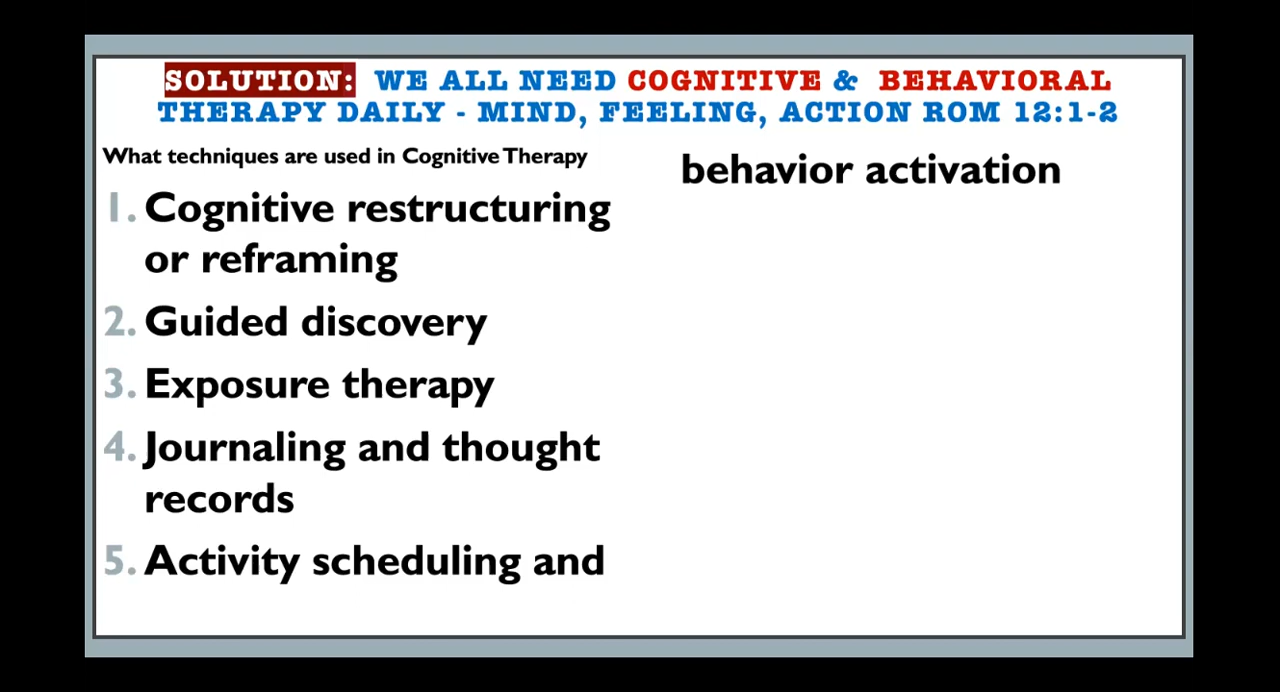 SOLUTION: WE ALL NEED COGNITIVE & BEHAVIORAL
THERAPY DAILY - MIND, FEELING, ACTION ROM 12:1-2
What techniques are used in Cognitive Therapy
1. Cognitive restructuring
or reframing
2. Guided discovery
3. Exposure therapy
4. Journaling and thought
records
5. Activity scheduling and
behavior activation